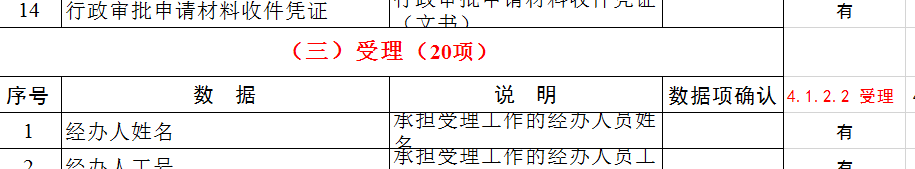 14 行政审批申请材料收件凭证 行政审批申请材料收件凭证 有
（文书）
（三）受理（20项）
序号 数 据 说 明 数据项确认 4.1.2.2 受理
承担受理工作的经办人员姓
1 经办人姓名 有
名
承担受理工作的经办人员工
2 经办人工号 有